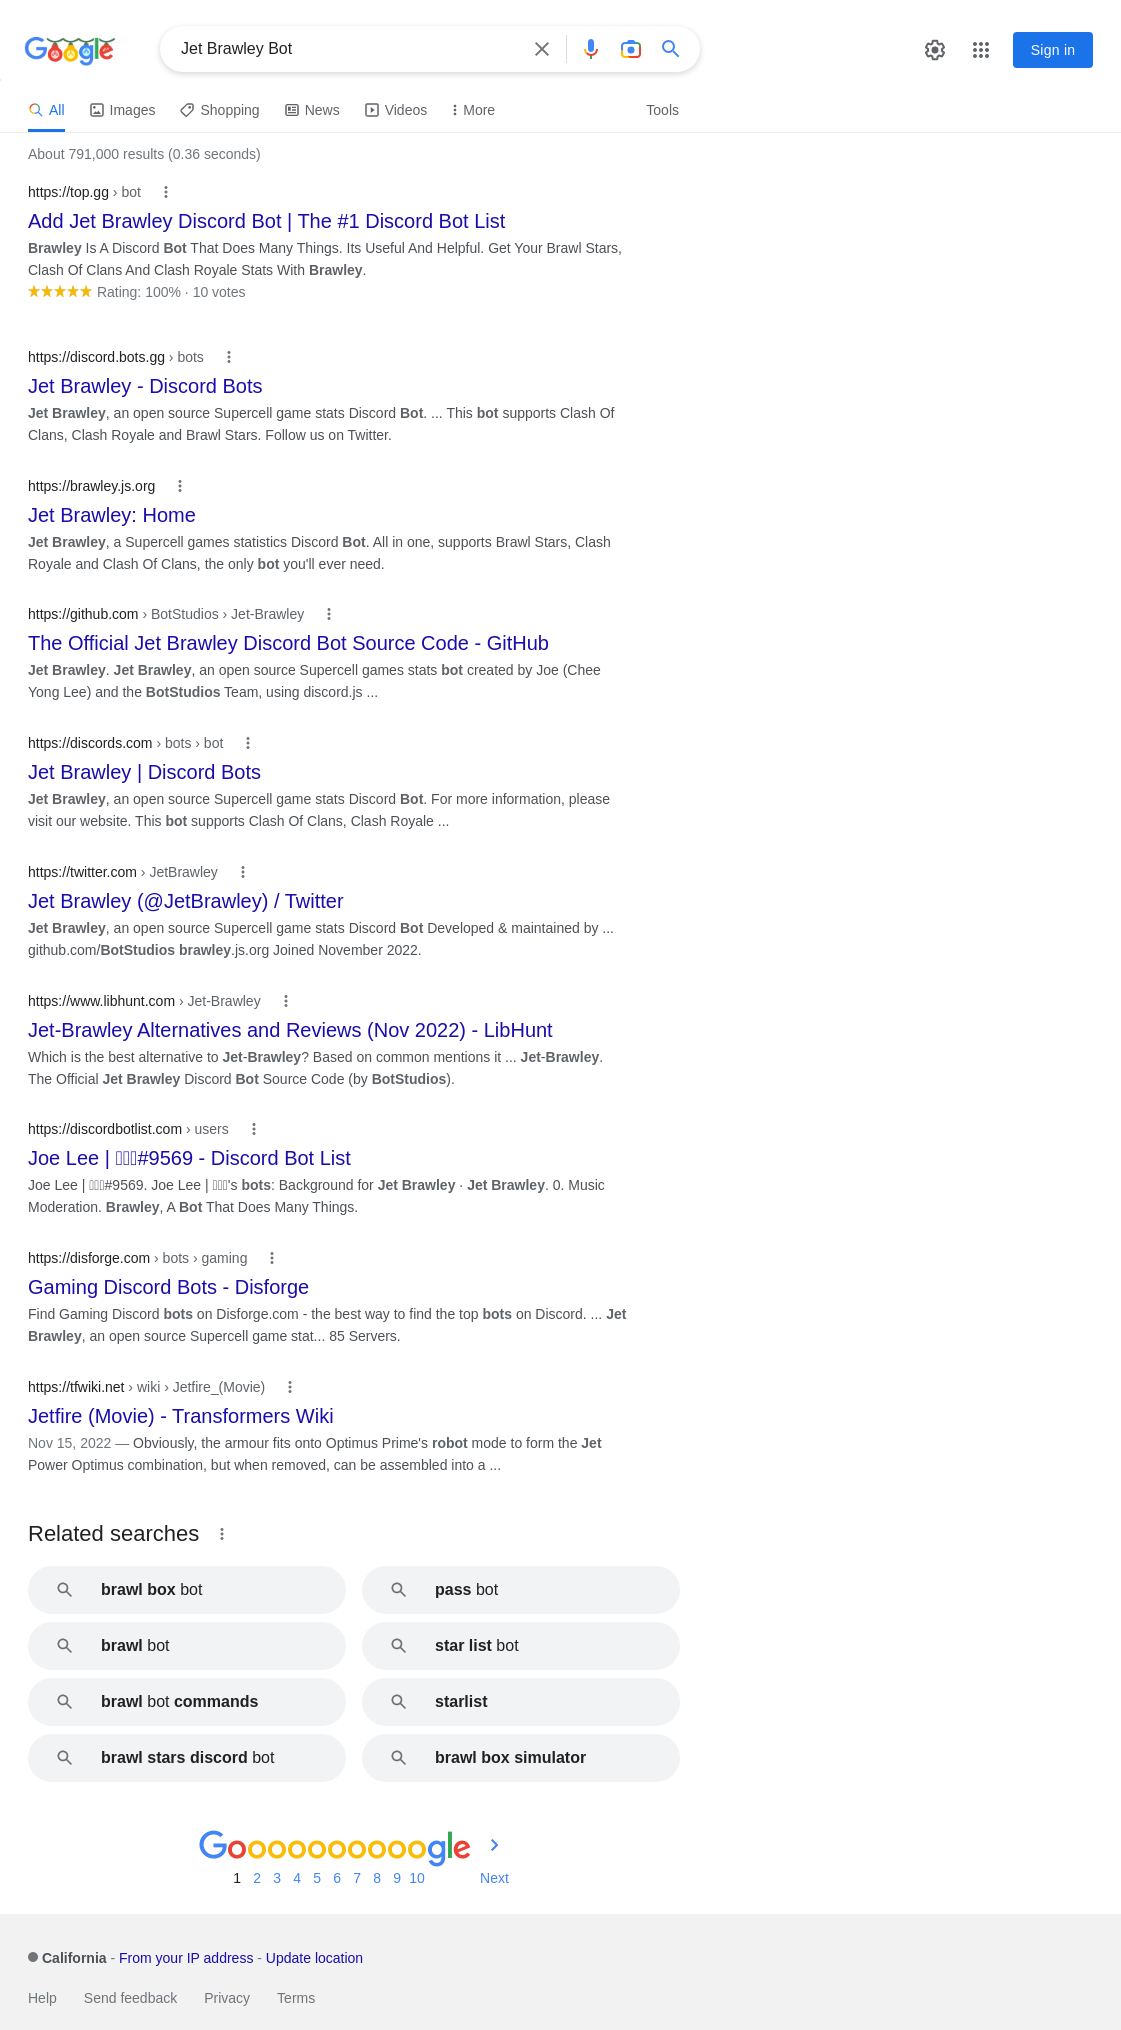 Google
Jet Brawley Bot
Sign in
All
Images
Shopping
News
Videos
More
Tools
About 791,000 results (0.36 seconds)
https://top.gg › bot
Add Jet Brawley Discord Bot | The #1 Discord Bot List
Brawley Is A Discord Bot That Does Many Things. Its Useful And Helpful. Get Your Brawl Stars,
Clash Of Clans And Clash Royale Stats With Brawley.
Rating: 100% · 10 votes
https://discord.bots.gg › bots
Jet Brawley - Discord Bots
Jet Brawley, an open source Supercell game stats Discord Bot. ... This bot supports Clash Of
Clans, Clash Royale and Brawl Stars. Follow us on Twitter.
https://brawley.js.org
Jet Brawley: Home
Jet Brawley, a Supercell games statistics Discord Bot. All in one, supports Brawl Stars, Clash
Royale and Clash Of Clans, the only bot you'll ever need.
https://github.com › BotStudios › Jet-Brawley
The Official Jet Brawley Discord Bot Source Code - GitHub
Jet Brawley. Jet Brawley, an open source Supercell games stats bot created by Joe (Chee
Yong Lee) and the BotStudios Team, using discord.js ...
https://discords.com › bots › bot
Jet Brawley | Discord Bots
Jet Brawley, an open source Supercell game stats Discord Bot. For more information, please
visit our website. This bot supports Clash Of Clans, Clash Royale ...
https://twitter.com › JetBrawley
Jet Brawley (@JetBrawley) / Twitter
Jet Brawley, an open source Supercell game stats Discord Bot Developed & maintained by ...
github.com/BotStudios brawley.js.org Joined November 2022.
https://www.libhunt.com › Jet-Brawley
Jet-Brawley Alternatives and Reviews (Nov 2022) - LibHunt
Which is the best alternative to Jet-Brawley? Based on common mentions it ... Jet-Brawley.
The Official Jet Brawley Discord Bot Source Code (by BotStudios).
https://discordbotlist.com › users
Joe Lee | #9569 - Discord Bot List
Joe Lee | #9569. Joe Lee | 's bots: Background for Jet Brawley · Jet Brawley. 0. Music
Moderation. Brawley, A Bot That Does Many Things.
https://disforge.com › bots › gaming
Gaming Discord Bots - Disforge
Find Gaming Discord bots on Disforge.com - the best way to find the top bots on Discord. ... Jet
Brawley, an open source Supercell game stat... 85 Servers.
https://tfwiki.net › wiki › Jetfire_(Movie)
Jetfire (Movie) - Transformers Wiki
Nov 15, 2022 — Obviously, the armour fits onto Optimus Prime's robot mode to form the Jet
Power Optimus combination, but when removed, can be assembled into a ...
Related searches
brawl box bot
pass bot
brawl bot
star list bot
brawl bot commands
starlist
brawl stars discord bot
brawl box simulator
Goooooooooogle
1 2 3 4 5 6 7 8 9 10 Next
California - From your IP address - Update location
Help Send feedback Privacy Terms